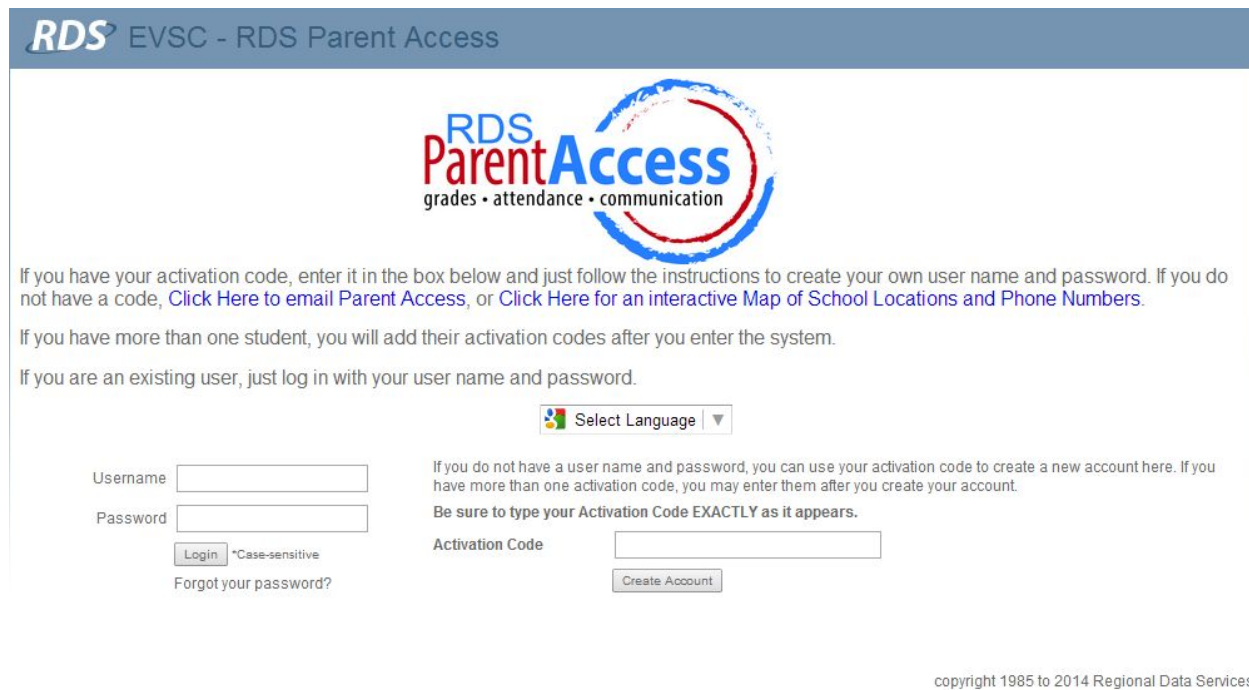 RDS EVSC - RDS Parent Access
RDS
ParentAccess
grades • attendance • communication
If you have your activation code, enter it in the box below and just follow the instructions to create your own user name and password. If you do
not have a code, Click Here to email Parent Access, or Click Here for an interactive Map of School Locations and Phone Numbers.
If you have more than one student, you will add their activation codes after you enter the system.
If you are an existing user, just log in with your user name and password.
Select Language
If you do not have a user name and password, you can use your activation code to create a new account here. If you
have more than one activation code, you may enter them after you create your account.
Username
Password
Be sure to type your Activation Code EXACTLY as it appears.
Login *Case-sensitive
Activation Code
Forgot your password?
Create Account
copyright 1985 to 2014 Regional Data Services